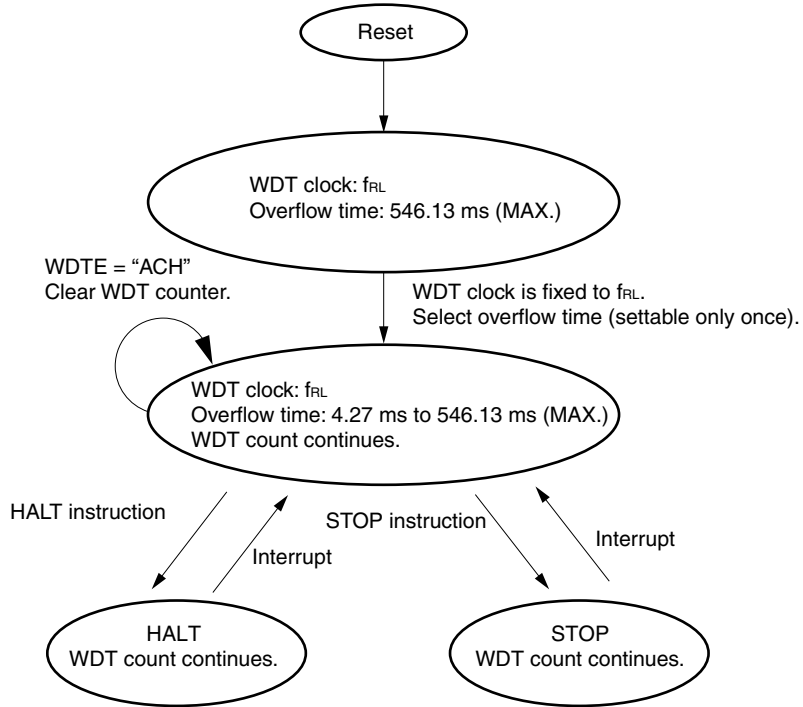 Reset
WDT clock: fRL
Overflow time: 546.13 ms (MAX.)
WDTE = “ACH”
Clear WDT counter.
WDT clock is fixed to fRL.
Select overflow time (settable only once).
WDT clock: fRL
Overflow time: 4.27 ms to 546.13 ms (MAX.)
WDT count continues.
HALT instruction
Interrupt
STOP instruction
Interrupt
HALT
WDT count continues.
STOP
WDT count continues.